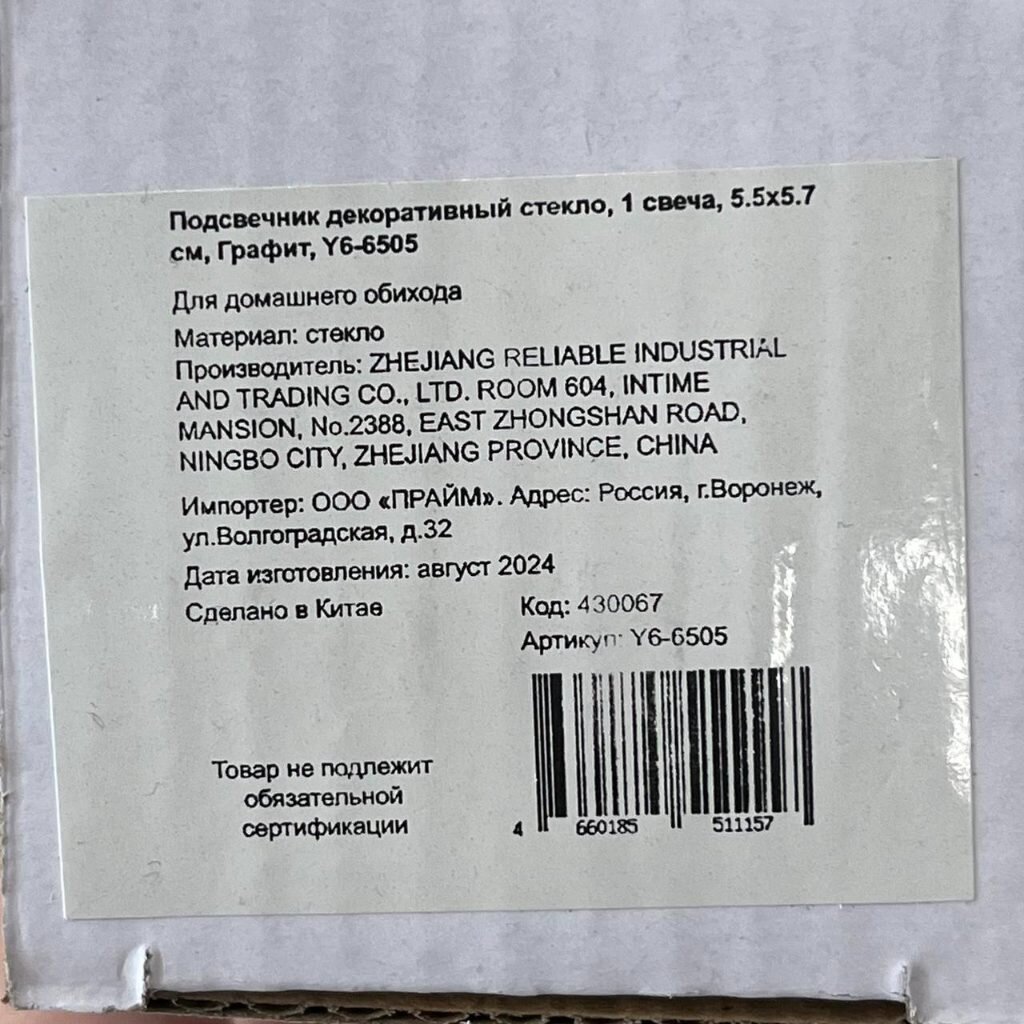 Подсвечник декоративный стекло, 1 свеча, 5.5х5.7
см, Графит, Y6-6505
Для домашнего обихода
Материал: стекло
Производитель: ZHEJIANG RELIABLE INDUSTRIAL
AND TRADING CO., LTD. ROOM 604, INTIME
MANSION, No.2388, EAST ZHONGSHAN ROAD,
NINGBO CITY, ZHEJIANG PROVINCE, CHINA
Импортер: ООО «ПРАЙМ». Адрес: Россия, г.Воронеж,
ул.Волгоградская, д.32
Дата изготовления: август 2024
Сделано в Китае
Код: 430067
Артикул: Y6-6505
Товар не подлежит
обязательной
сертификации
4 660185 511157